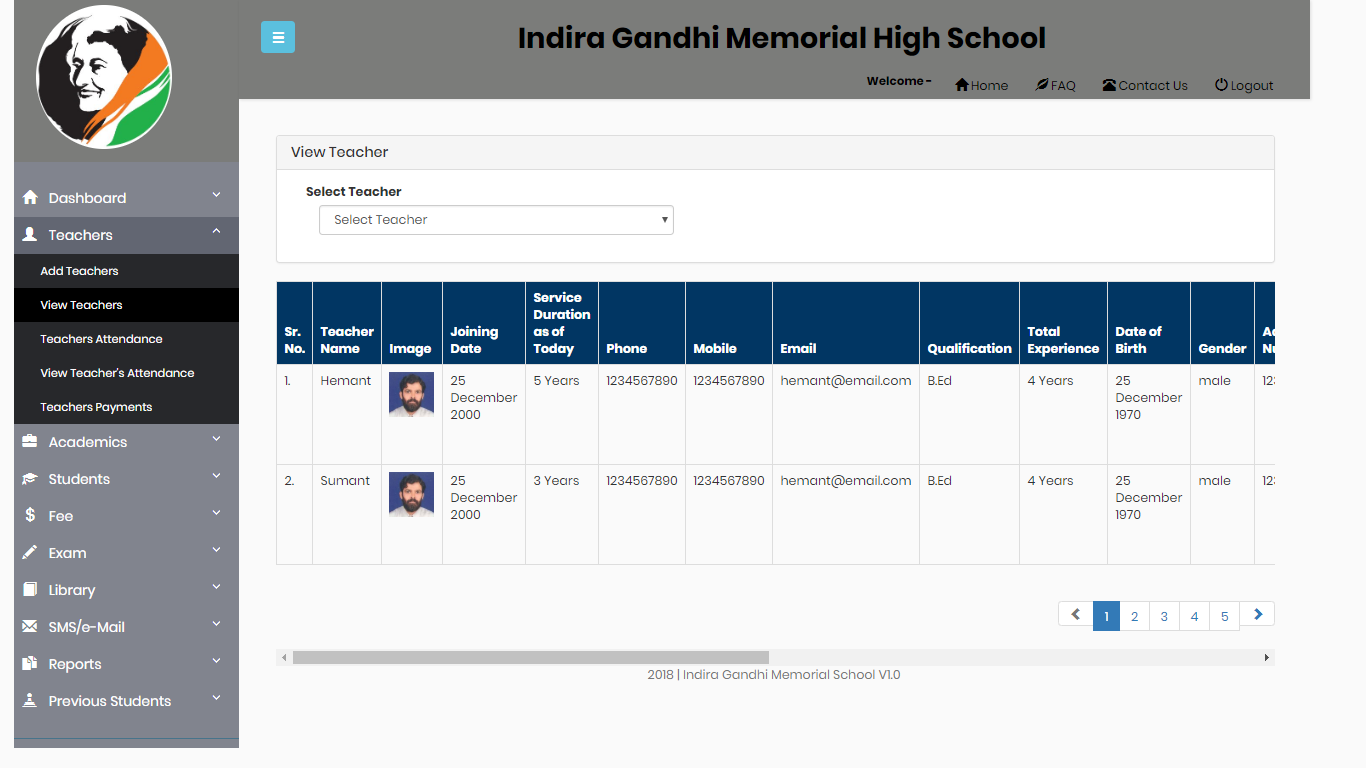 Indira Gandhi Memorial High School
Welcome -
Home
FAQ
Contact Us
Logout
Dashboard
Teachers
Add Teachers
View Teachers
Teachers Attendance
View Teacher's Attendance
Teachers Payments
Academics
Students
Fee
Exam
Library
SMS/e-Mail
Reports
Previous Students
View Teacher
Select Teacher
Select Teacher
Sr. No. Teacher Name Image Joining Date Service Duration as of Today Phone Mobile Email Qualification Total Experience Date of Birth Gender
1. Hemant 25 December 2000 5 Years 1234567890 1234567890 hemant@email.com B.Ed 4 Years 25 December 1970 male
2. Sumant 25 December 2000 3 Years 1234567890 1234567890 hemant@email.com B.Ed 4 Years 25 December 1970 male
1 2 3 4 5
2018 | Indira Gandhi Memorial School V1.0